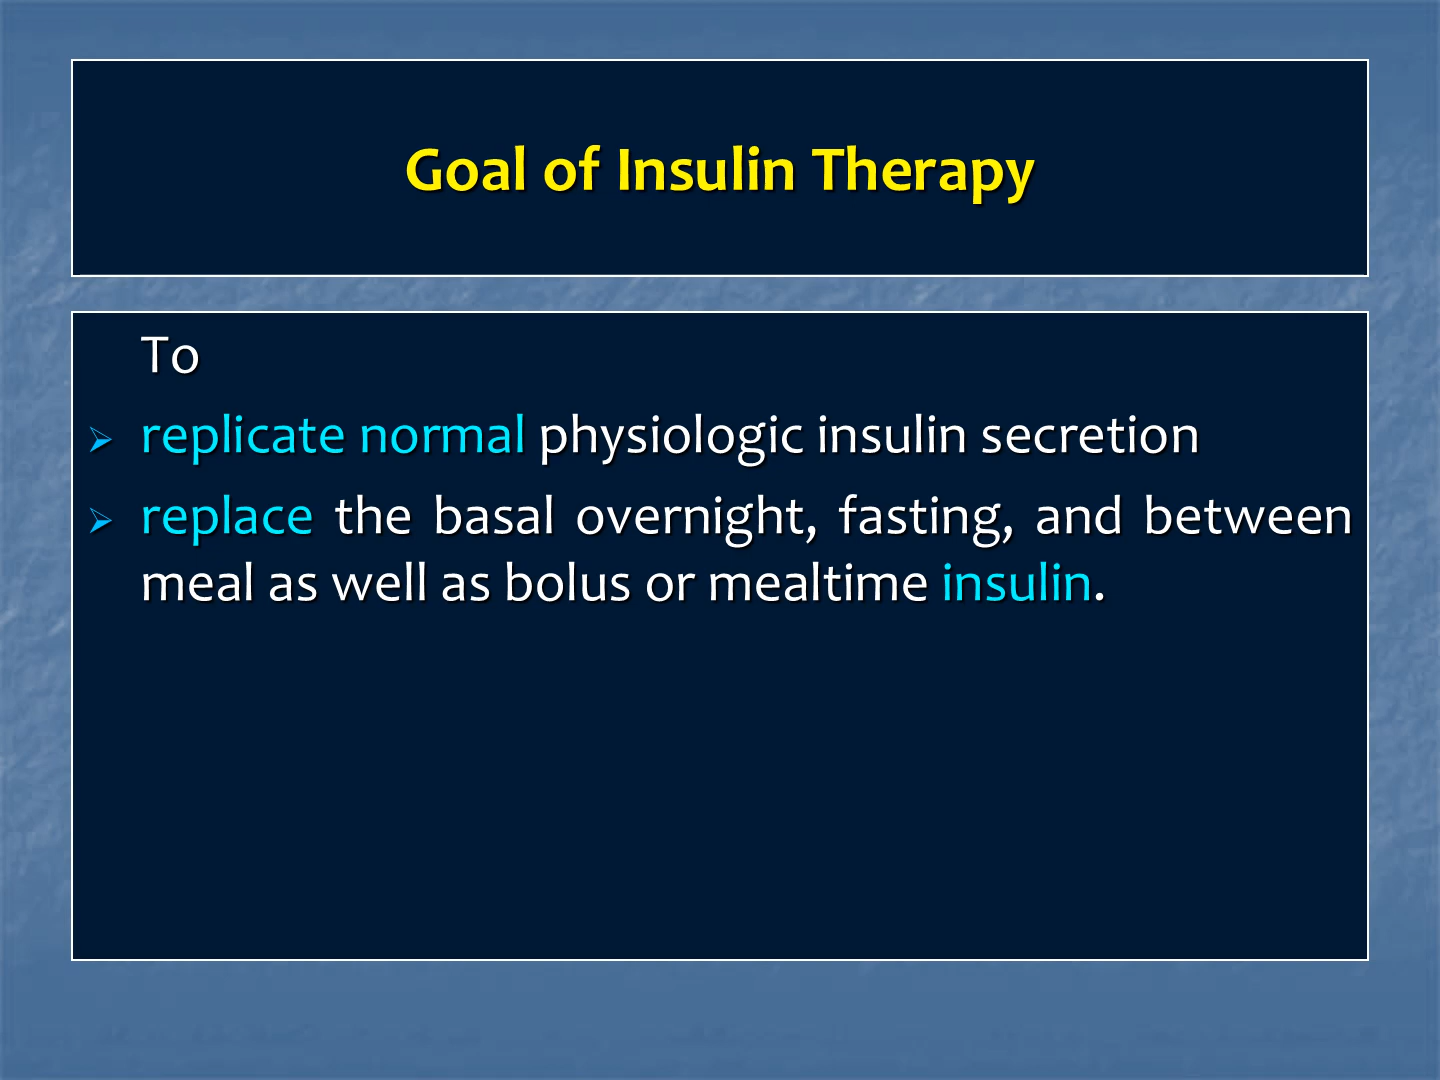 Goal of Insulin Therapy
To
replicate normal physiologic insulin secretion
replace the basal overnight, fasting, and between
meal as well as bolus or mealtime insulin.